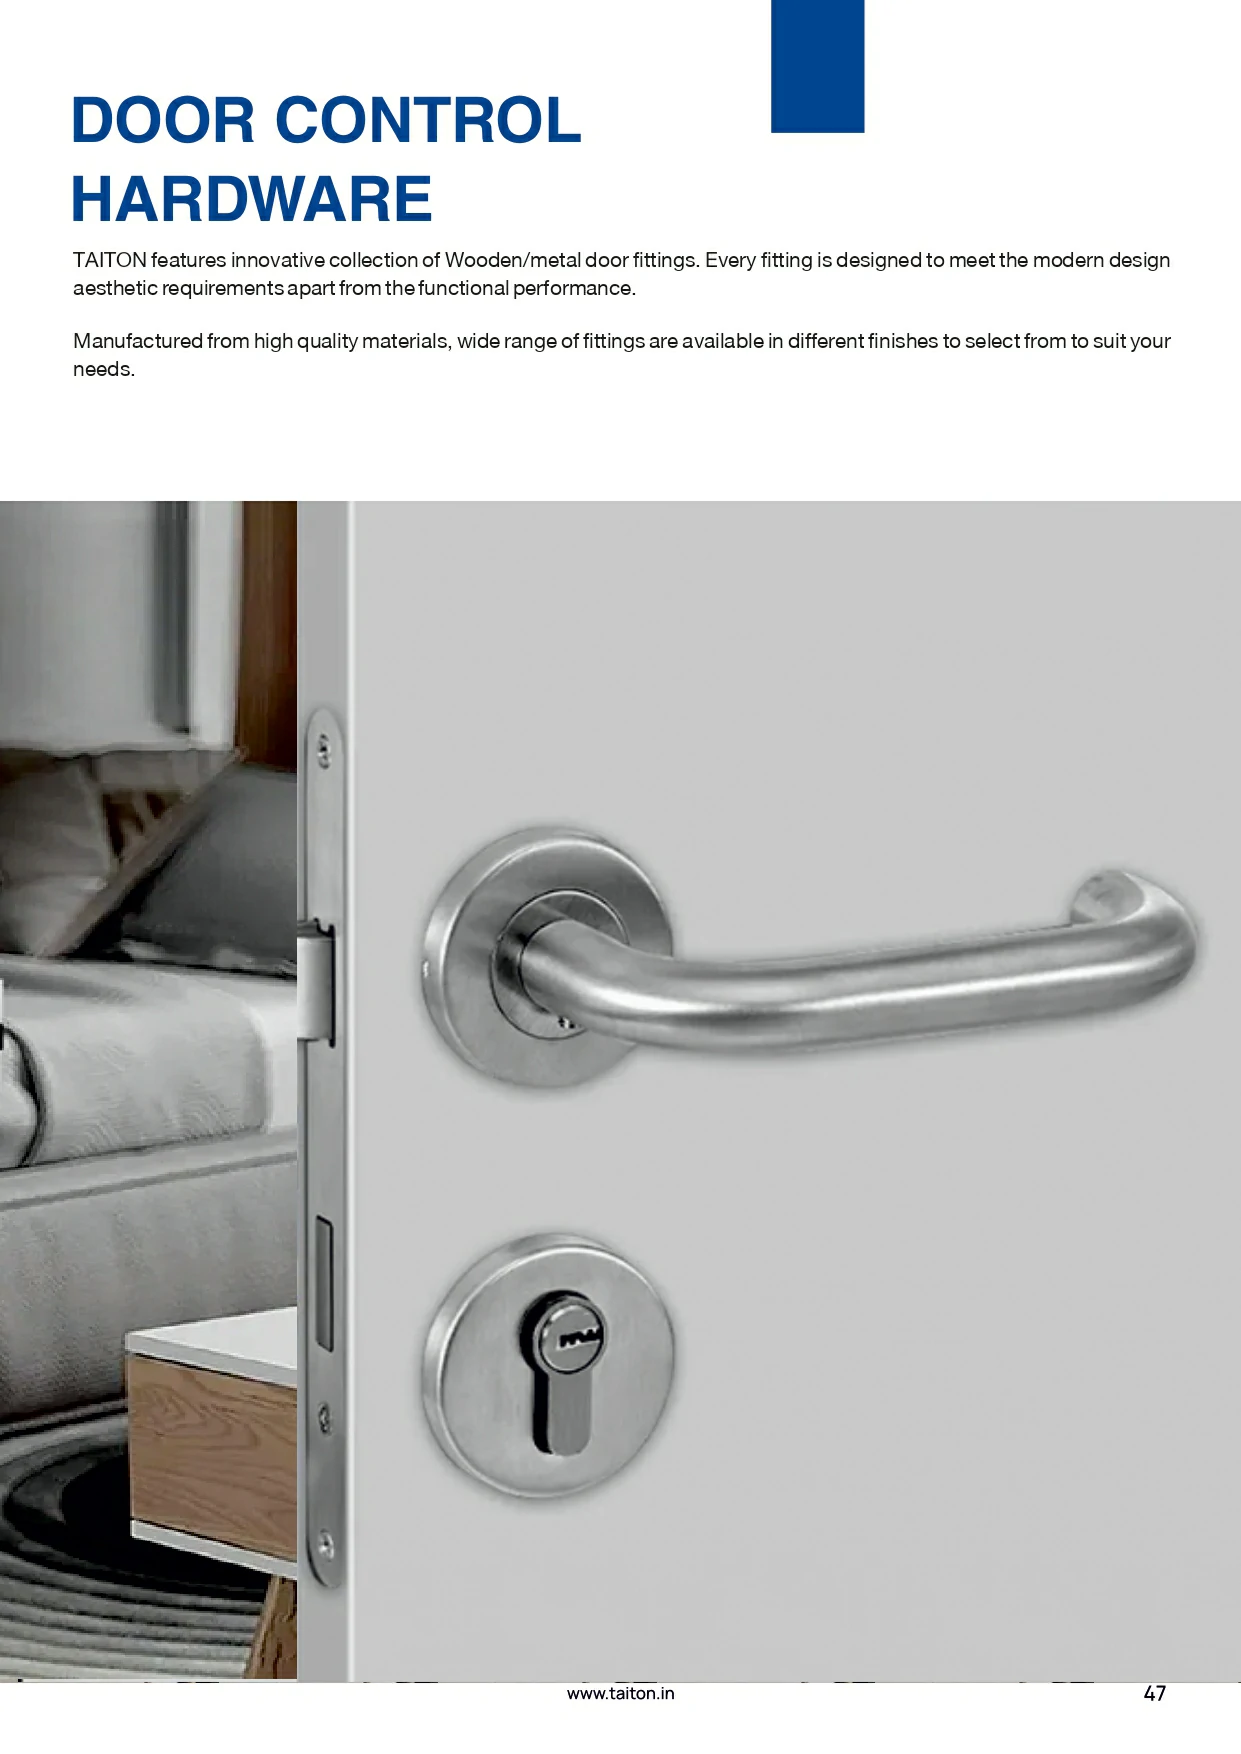 DOOR CONTROL
HARDWARE
TAITON features innovative collection of Wooden/metal door fittings. Every fitting is designed to meet the modern design
aesthetic requirements apart from the functional performance.
Manufactured from high quality materials, wide range of fittings are available in different finishes to select from to suit your
needs.
www.taiton.in
47